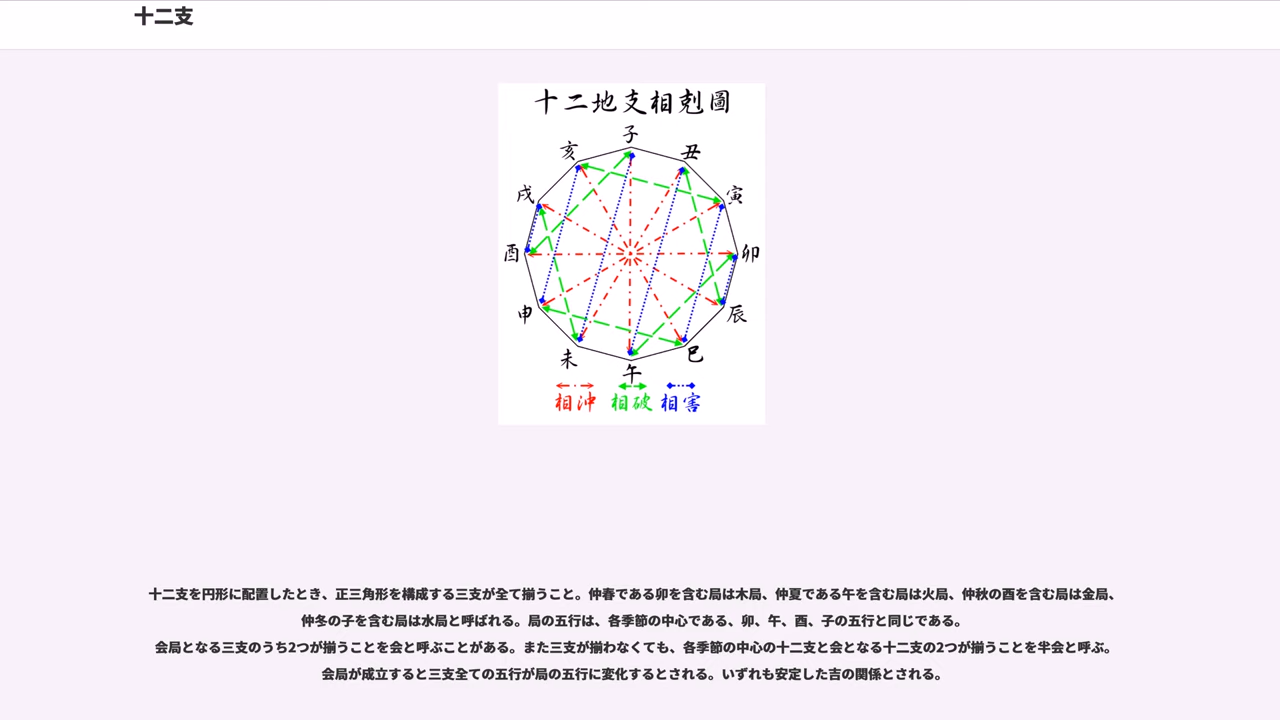 十二支
十二地支相剋圖
子
亥
丑
戌
寅
酉
卯
申
辰
未
巳
午
相沖 相破 相害
十二支を円形に配置したとき、正三角形を構成する三支が全て揃うこと。仲春である卯を含む局は木局、仲夏である午を含む局は火局、仲秋の酉を含む局は金局、
仲冬の子を含む局は水局と呼ばれる。局の五行は、各季節の中心である、卯、午、酉、子の五行と同じである。
会局となる三支のうち2つが揃うことを会と呼ぶことがある。また三支が揃わなくても、各季節の中心の十二支と会となる十二支の2つが揃うことを半会と呼ぶ。
会局が成立すると三支全ての五行が局の五行に変化するとされる。いずれも安定した吉の関係とされる。